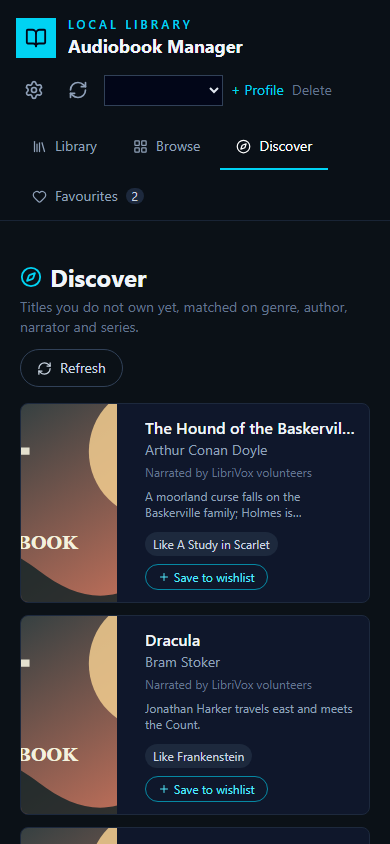 LOCAL LIBRARY
Audiobook Manager
+ Profile Delete
Library Browse Discover
Favourites 2
Discover
Titles you do not own yet, matched on genre, author,
narrator and series.
Refresh
The Hound of the Baskervil...
Arthur Conan Doyle
Narrated by LibriVox volunteers
A moorland curse falls on the
Baskerville family; Holmes is...
BOOK
Like A Study in Scarlet
+ Save to wishlist
Dracula
Bram Stoker
Narrated by LibriVox volunteers
Jonathan Harker travels east and meets
the Count.
BOOK
Like Frankenstein
+ Save to wishlist